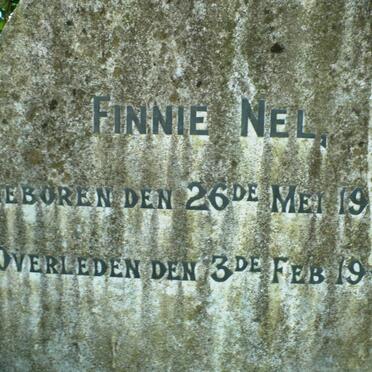 FINNIE NEL,
EBOREN DEN 26DE MEI 19
OVERLEDEN DEN 3DE FEB 19